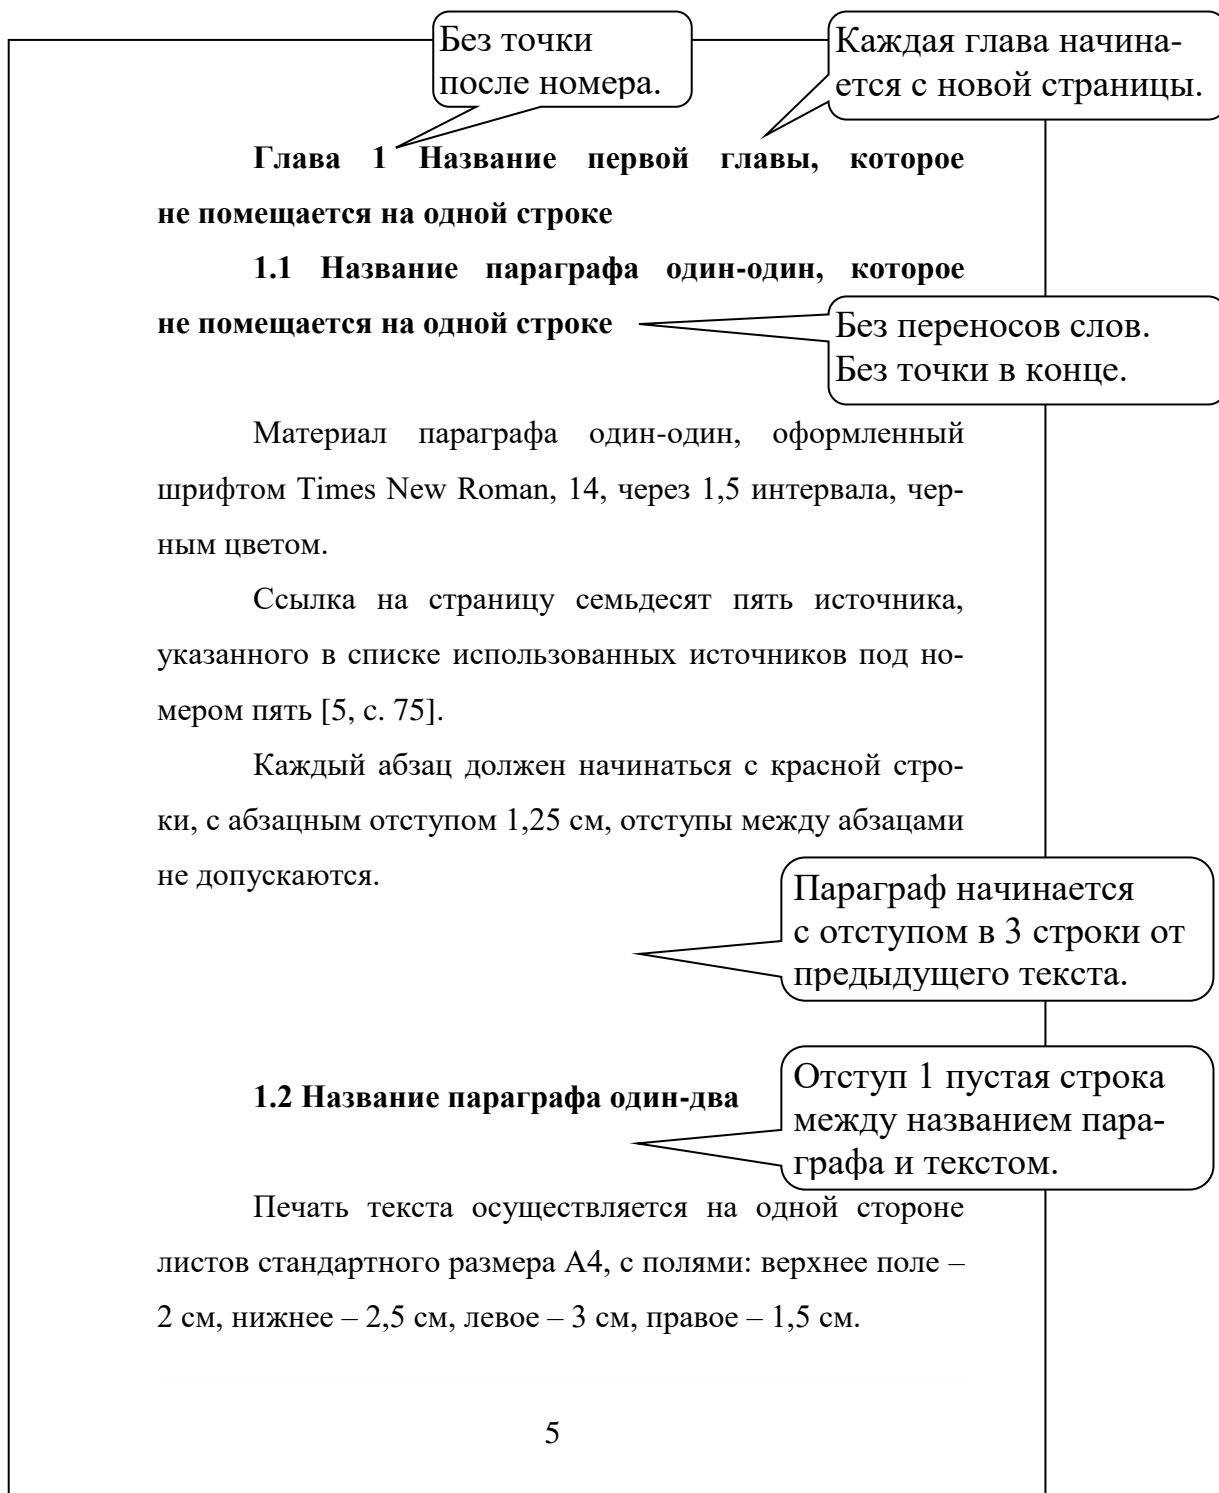 Без точки
после номера.
Каждая глава начина-
ется с новой страницы.
Глава 1 Название первой главы, которое
не помещается на одной строке
1.1 Название параграфа один-один, которое
не помещается на одной строке
Без переносов слов.
Без точки в конце.
Материал параграфа один-один, оформленный
шрифтом Times New Roman, 14, через 1,5 интервала, чер-
ным цветом.
Ссылка на страницу семьдесят пять источника,
указанного в списке использованных источников под но-
мером пять [5, с. 75].
Каждый абзац должен начинаться с красной стро-
ки, с абзацным отступом 1,25 см, отступы между абзацами
не допускаются.
Параграф начинается
с отступом в 3 строки от
предыдущего текста.
1.2 Название параграфа один-два
Отступ 1 пустая строка
между названием пара-
графа и текстом.
Печать текста осуществляется на одной стороне
листов стандартного размера А4, с полями: верхнее поле –
2 см, нижнее – 2,5 см, левое – 3 см, правое – 1,5 см.
5